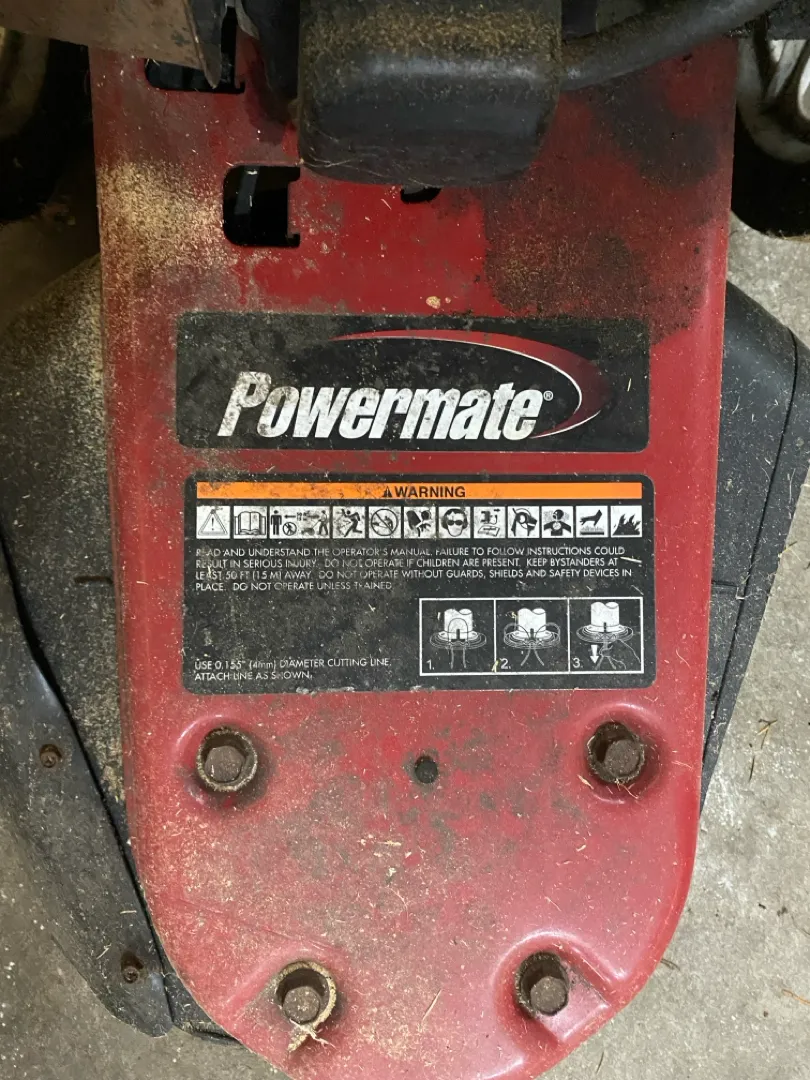 Powermate®
WARNING
READ AND UNDERSTAND THE OPERATOR'S MANUAL. FAILURE TO FOLLOW INSTRUCTIONS COULD
RESULT IN SERIOUS INJURY. DO NOT OPERATE IF CHILDREN ARE PRESENT. KEEP BYSTANDERS AT
LEAST 50 FT (15 M) AWAY. DO NOT OPERATE WITHOUT GUARDS, SHIELDS AND SAFETY DEVICES IN
PLACE. DO NOT OPERATE UNLESS TRAINED.
USE 0.155" (4mm) DIAMETER CUTTING LINE.
ATTACH LINE AS SHOWN.
1. 2. 3.